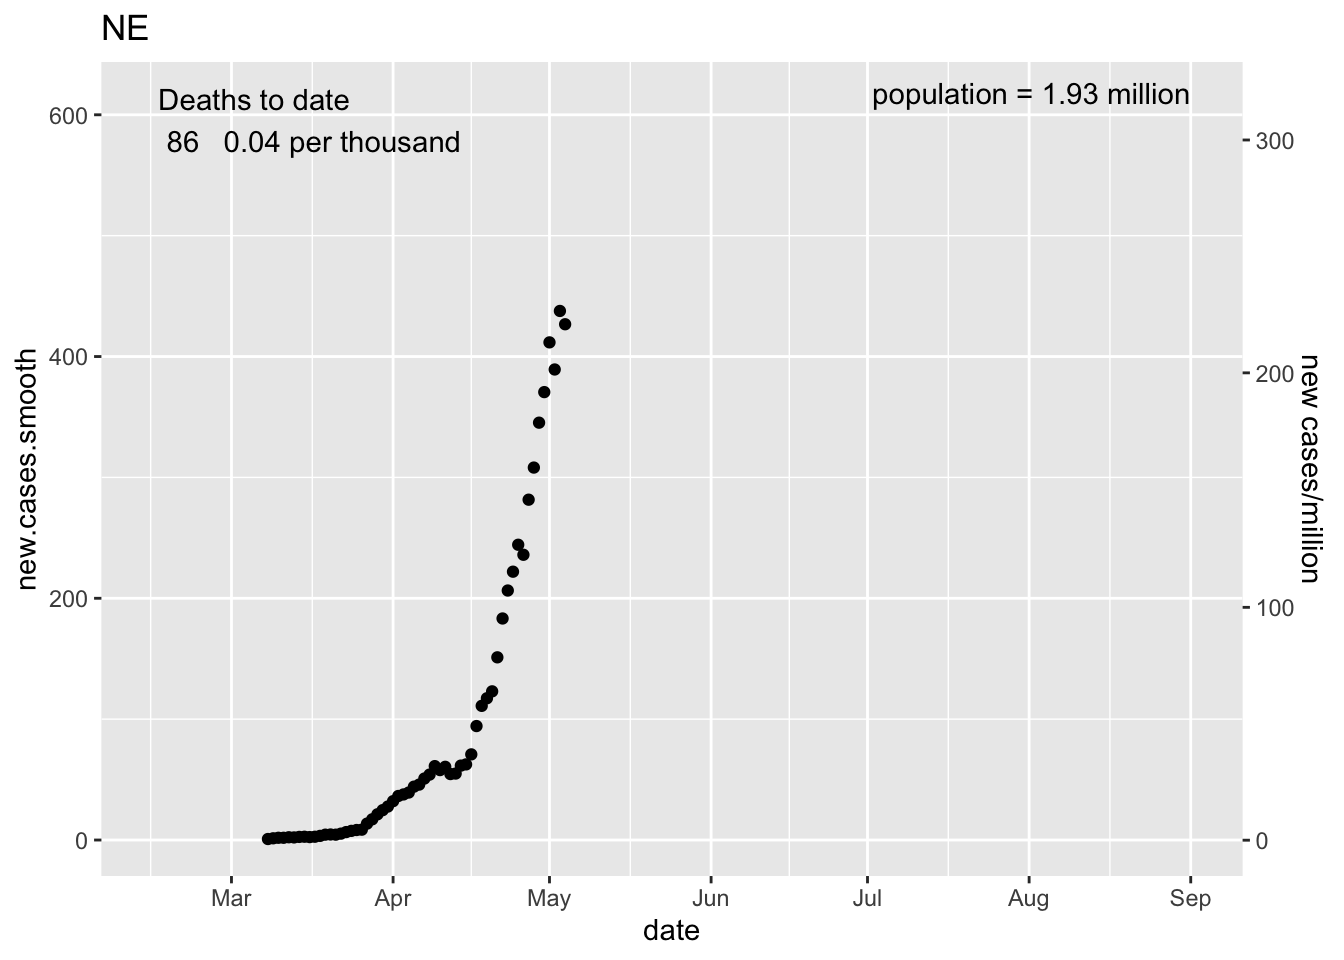 NE
Deaths to date
86 0.04 per thousand
population = 1.93 million
600
400
200
0
new.cases.smooth
300
200
100
0
new cases/million
Mar Apr May Jun Jul Aug Sep
date